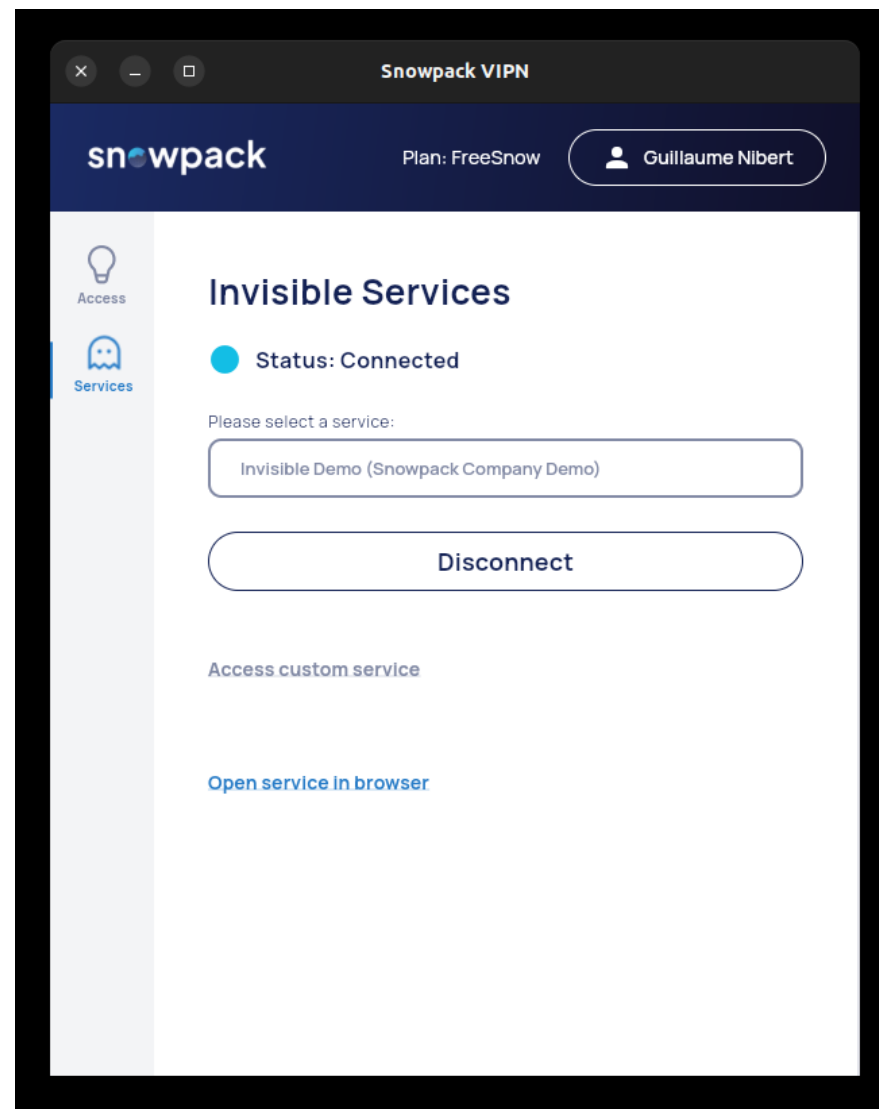 Snowpack VIPN
snowpack
Plan: FreeSnow
Guillaume Nibert
Access
Services
Invisible Services
Status: Connected
Please select a service:
Invisible Demo (Snowpack Company Demo)
Disconnect
Access custom service
Open service in browser